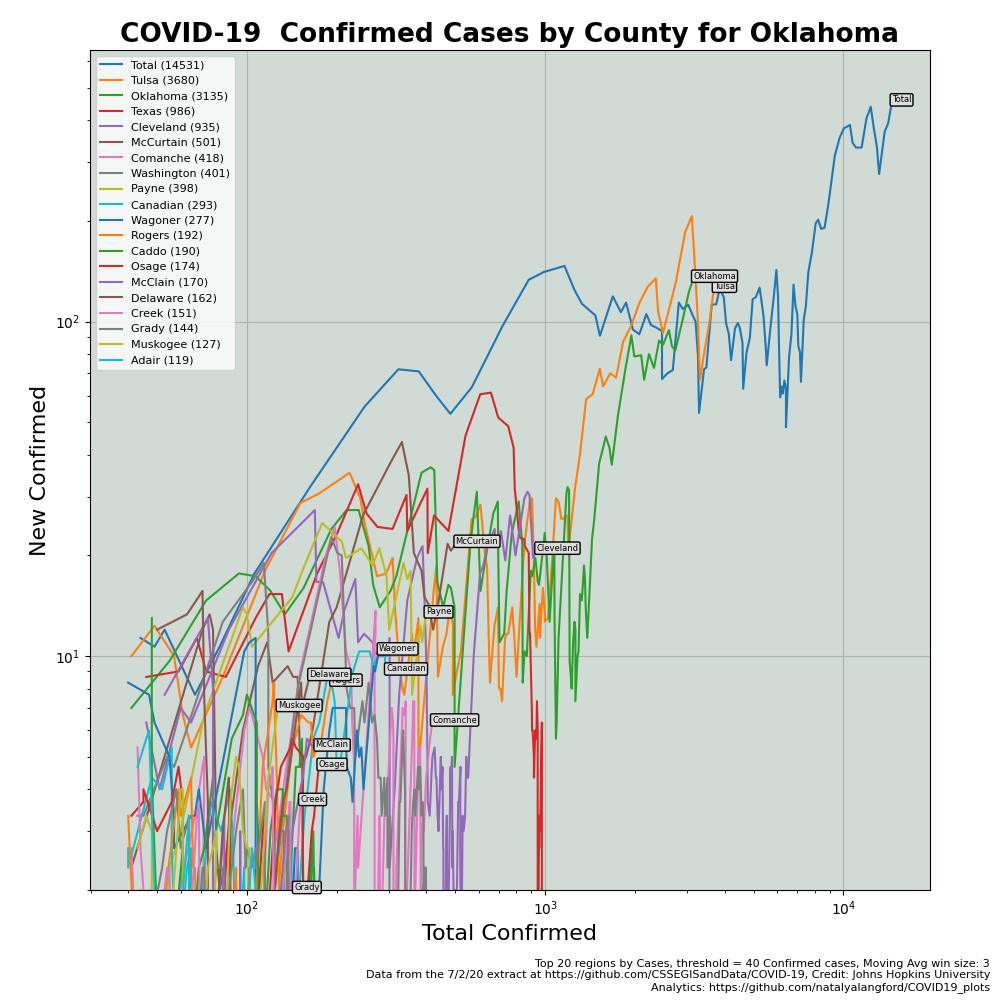 COVID-19  Confirmed Cases by County for Oklahoma
Total (14531)
Tulsa (3680)
Oklahoma (3135)
Texas (986)
Cleveland (935)
McCurtain (501)
Comanche (418)
Washington (401)
Payne (398)
Canadian (293)
Wagoner (277)
Rogers (192)
Caddo (190)
Osage (174)
McClain (170)
Delaware (162)
Creek (151)
Grady (144)
Muskogee (127)
Adair (119)
Total
Oklahoma
Tulsa
McCurtain
Cleveland
Payne
Wagoner
Canadian
Delaware
Rogers
Muskogee
Comanche
McClain
Osage
Creek
Grady
New Confirmed
10²
10¹
10²
10³
10⁴
Total Confirmed
Top 20 regions by Cases, threshold = 40 Confirmed cases, Moving Avg win size: 3
Data from the 7/2/20 extract at https://github.com/CSSEGISandData/COVID-19, Credit: Johns Hopkins University
Analytics: https://github.com/natalyalangford/COVID19_plots